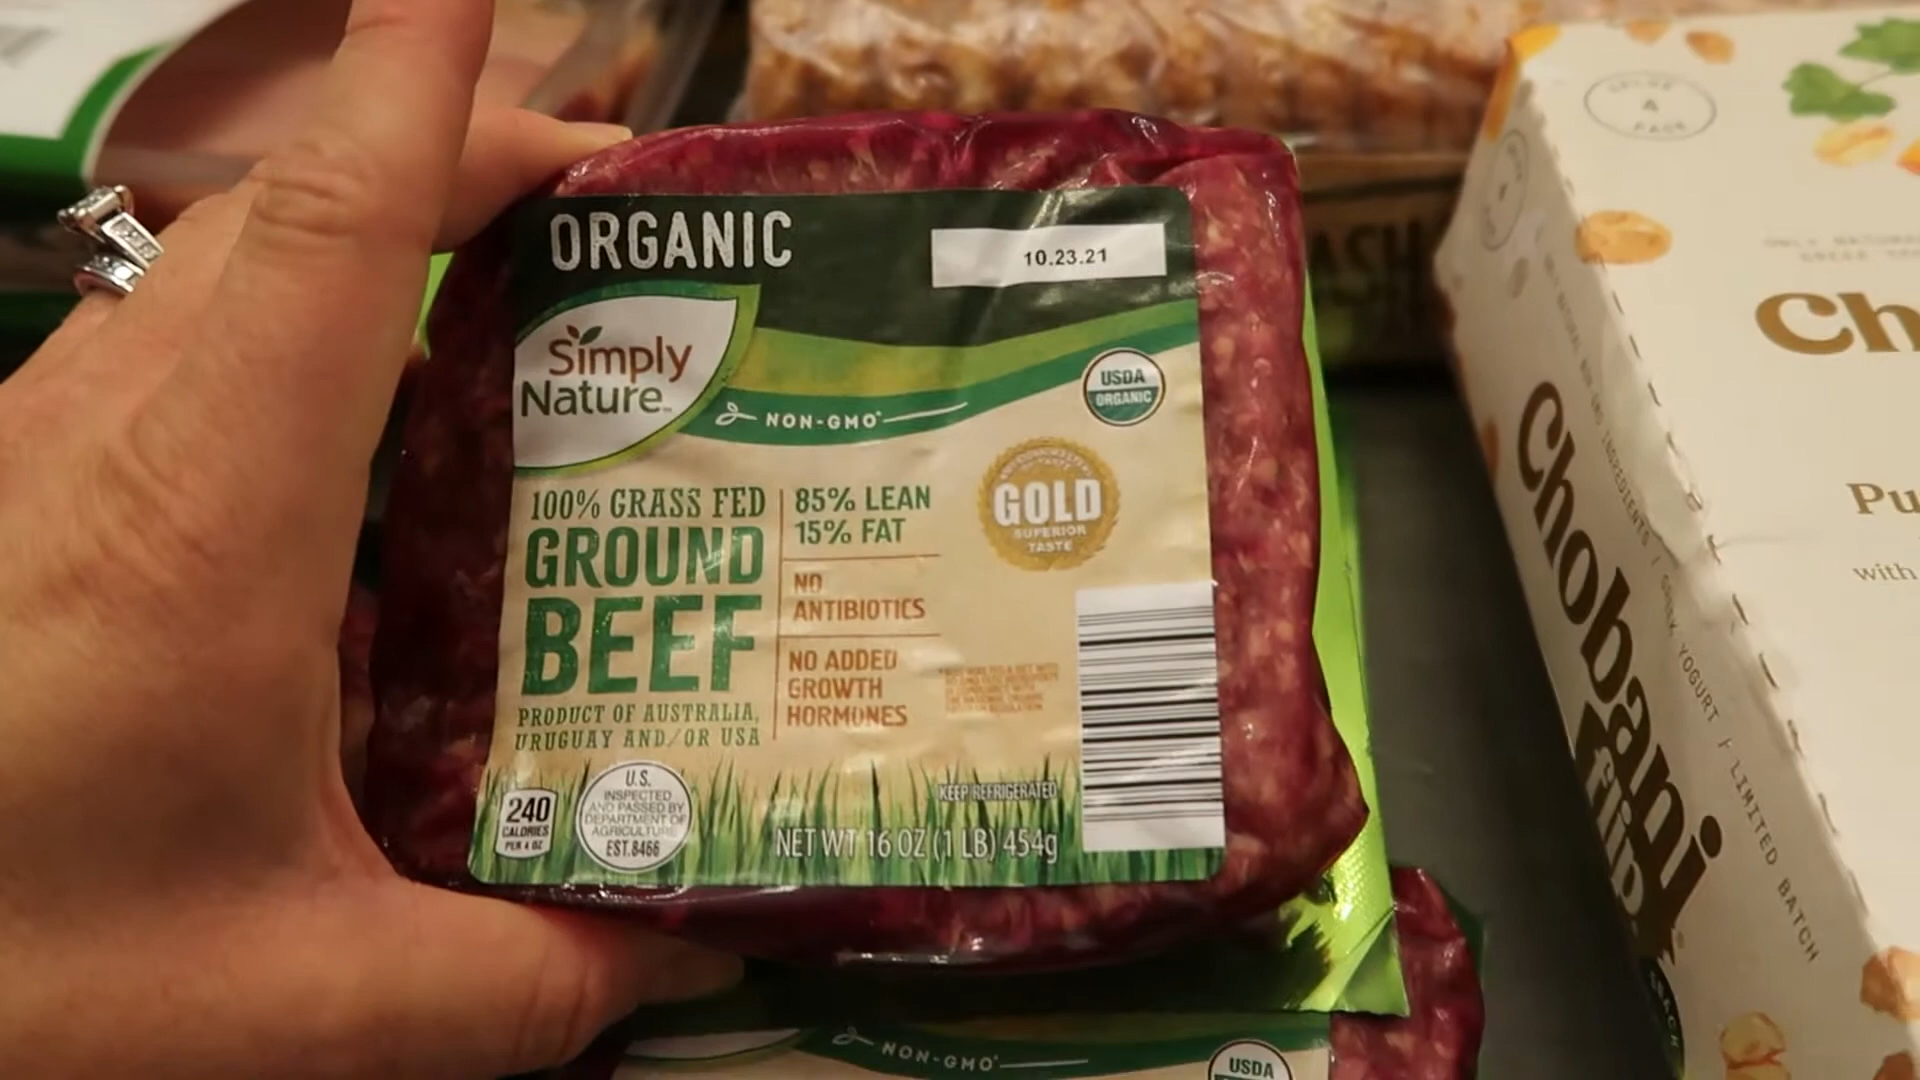 ORGANIC
10.23.21
Simply
Nature™
NON-GMO*
USDA
ORGANIC
100% GRASS FED
GROUND
BEEF
PRODUCT OF AUSTRALIA,
URUGUAY AND/OR USA
85% LEAN
15% FAT
NO
ANTIBIOTICS
NO ADDED
GROWTH
HORMONES
GOLD
SUPERIOR
TASTE
240
CALORIES
PER 4 OZ
U.S.
INSPECTED
AND PASSED BY
DEPARTMENT OF
AGRICULTURE
EST. 8466
KEEP REFRIGERATED
NET WT 16 OZ (1 LB) 454g
NON-GMO*
USDA
4
PACK
Ch
Pu
with
Chobani
flip
LIMITED BATCH